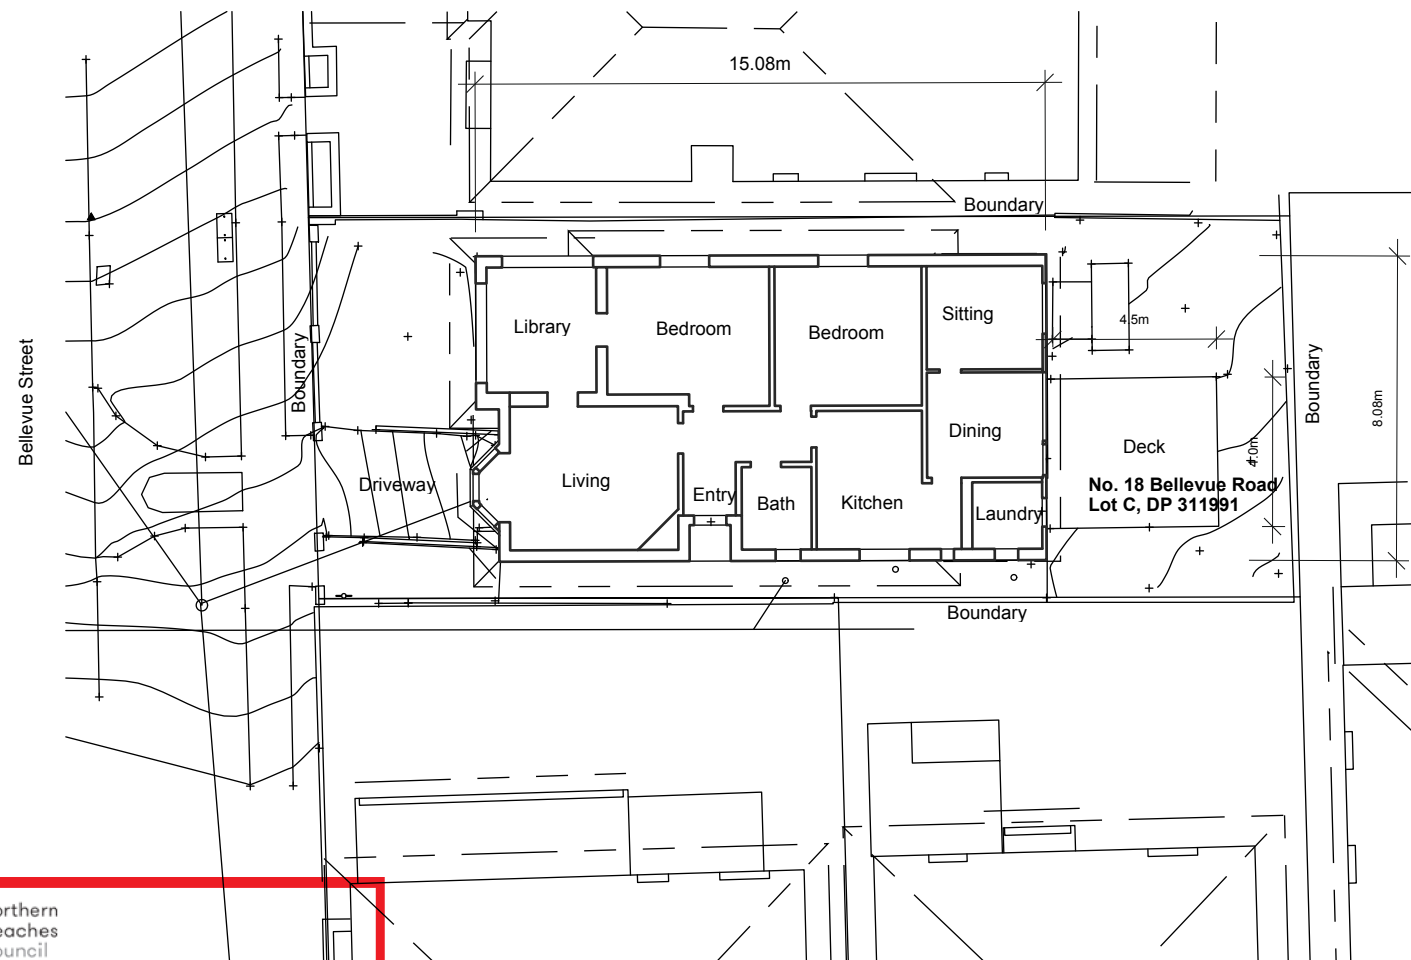 15.08m
Boundary
Library
Bedroom
Bedroom
Sitting
4.5m
Bellevue Street
Boundary
Boundary
8.08m
Living
Driveway
Entry
Bath
Kitchen
Dining
Laundry
Deck
4.0m
No. 18 Bellevue Road
Lot C, DP 311991
Boundary
orthern
eaches
ouncil